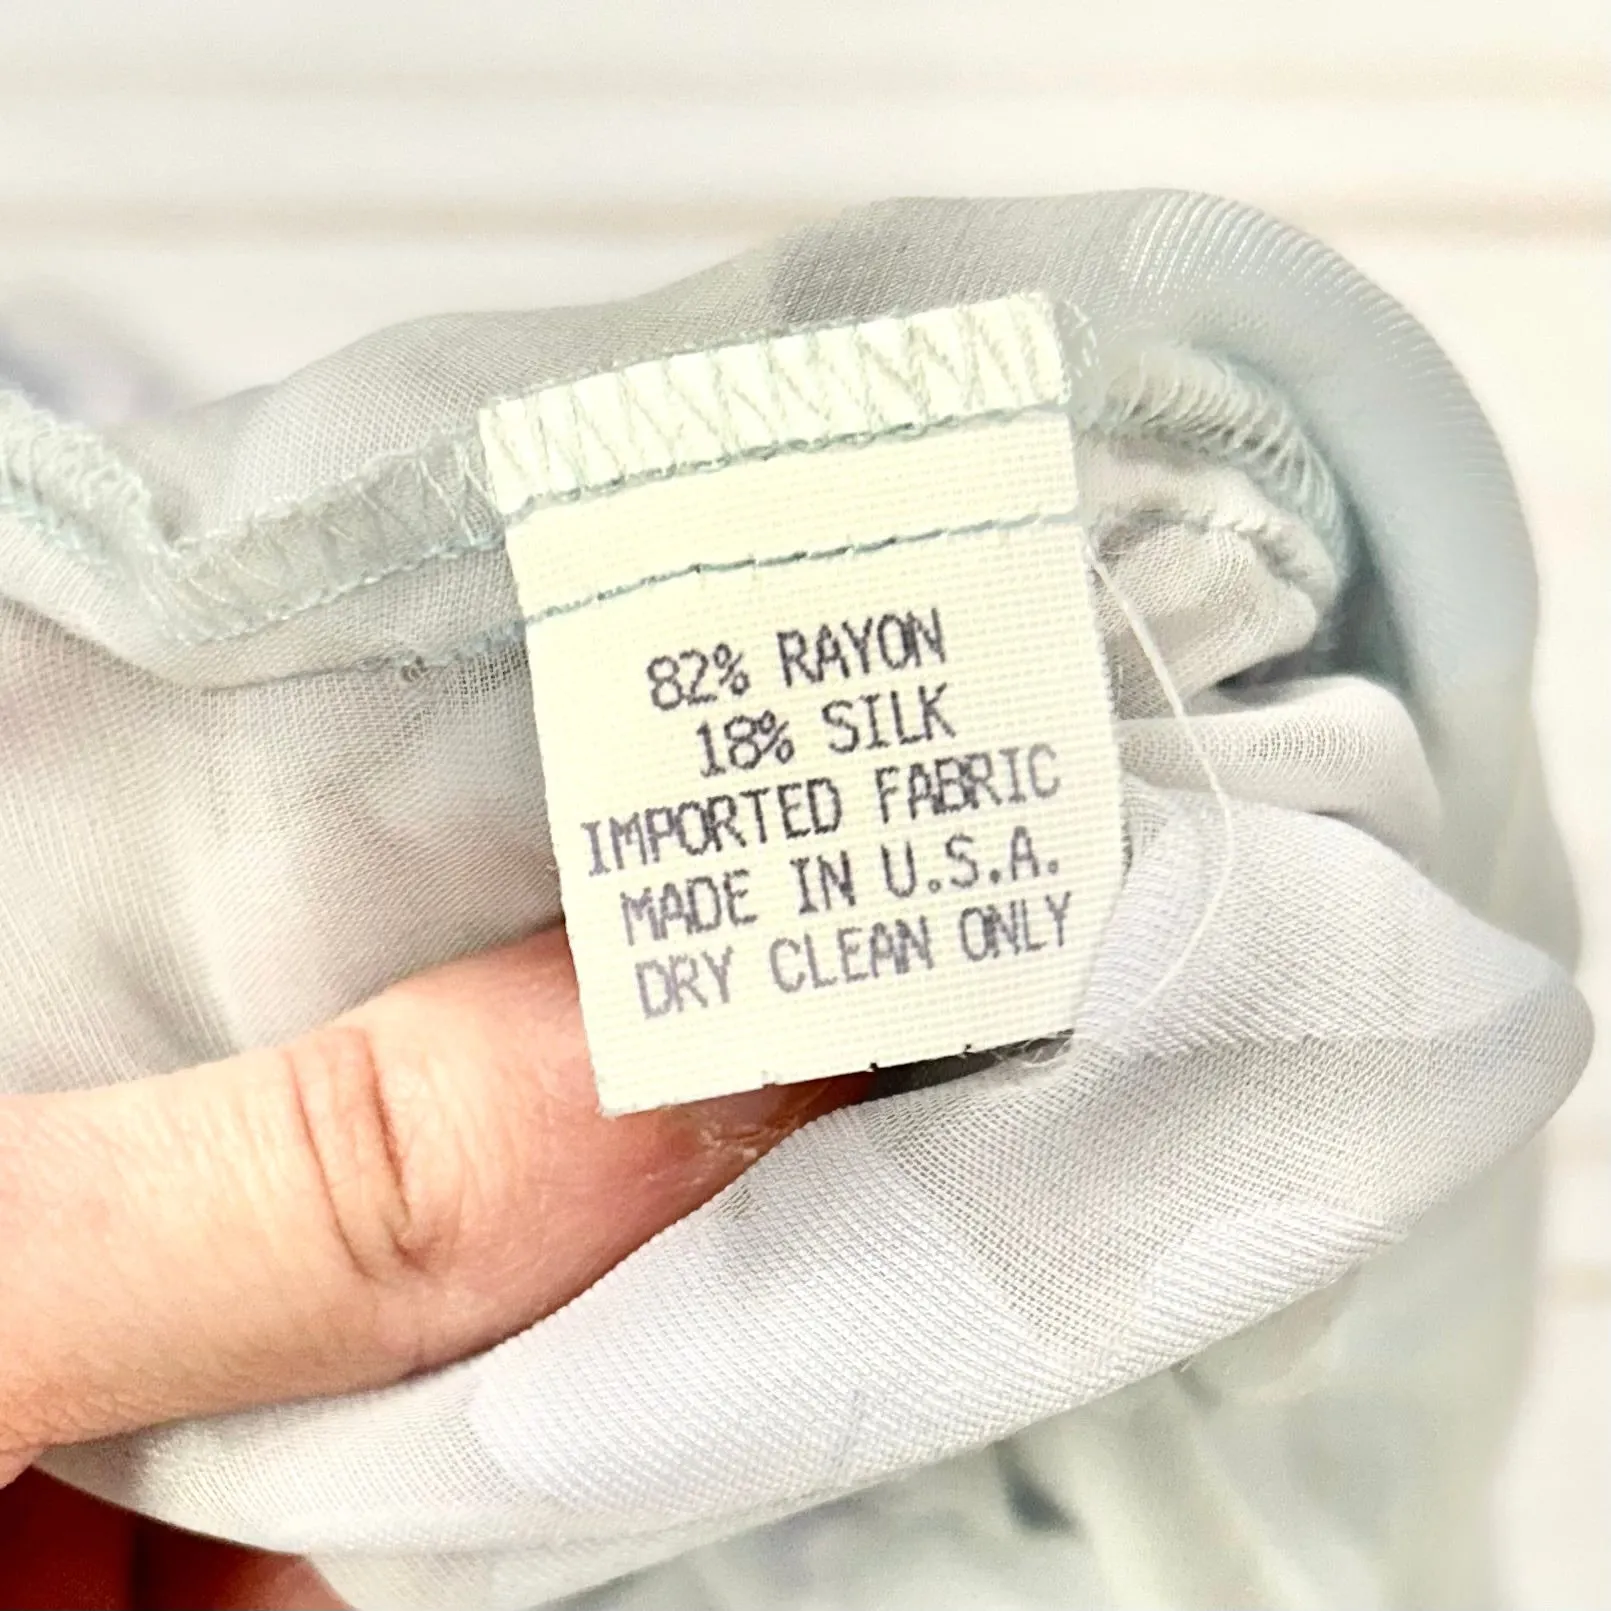 82% RAYON
18% SILK
IMPORTED FABRIC
MADE IN U.S.A.
DRY CLEAN ONLY